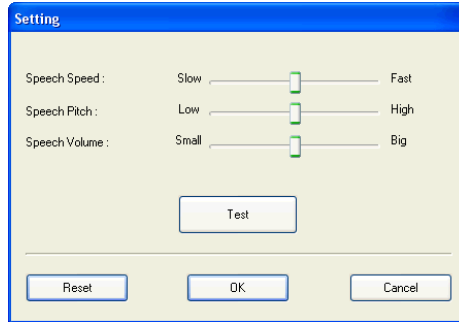 Setting
Speech Speed : Slow Fast
Speech Pitch : Low High
Speech Volume : Small Big
Test
Reset OK Cancel